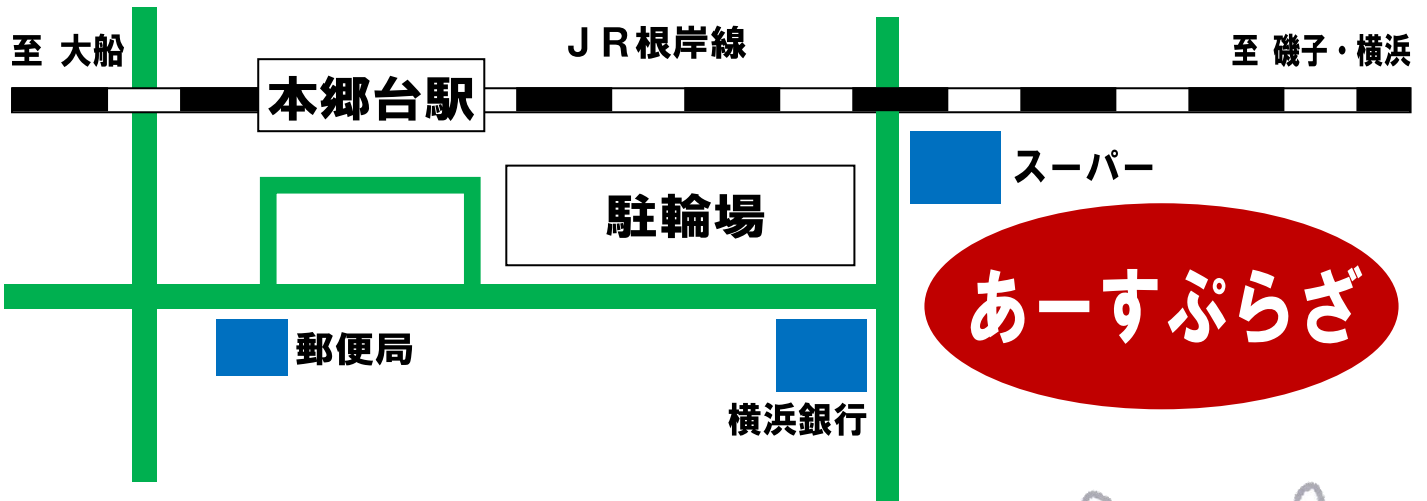 至 大船
ＪＲ根岸線
至 磯子・横浜
本郷台駅
スーパー
駐輪場
あーすぷらざ
郵便局
横浜銀行